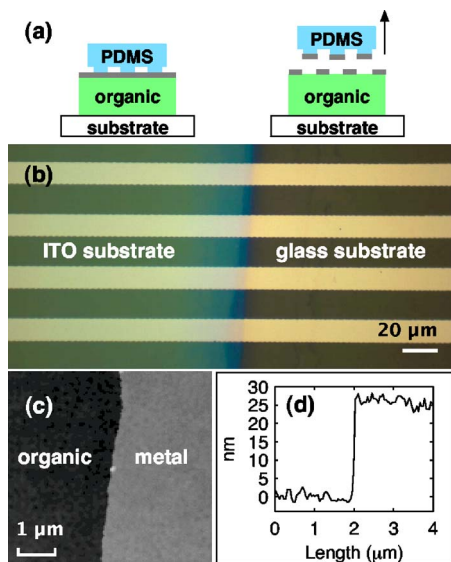 (a)
PDMS
organic
substrate
PDMS
organic
substrate
(b)
ITO substrate
glass substrate
20 μm
(c)
organic
metal
1 μm
(d)
nm
30
25
20
15
10
5
0
0 1 2 3 4
Length (μm)